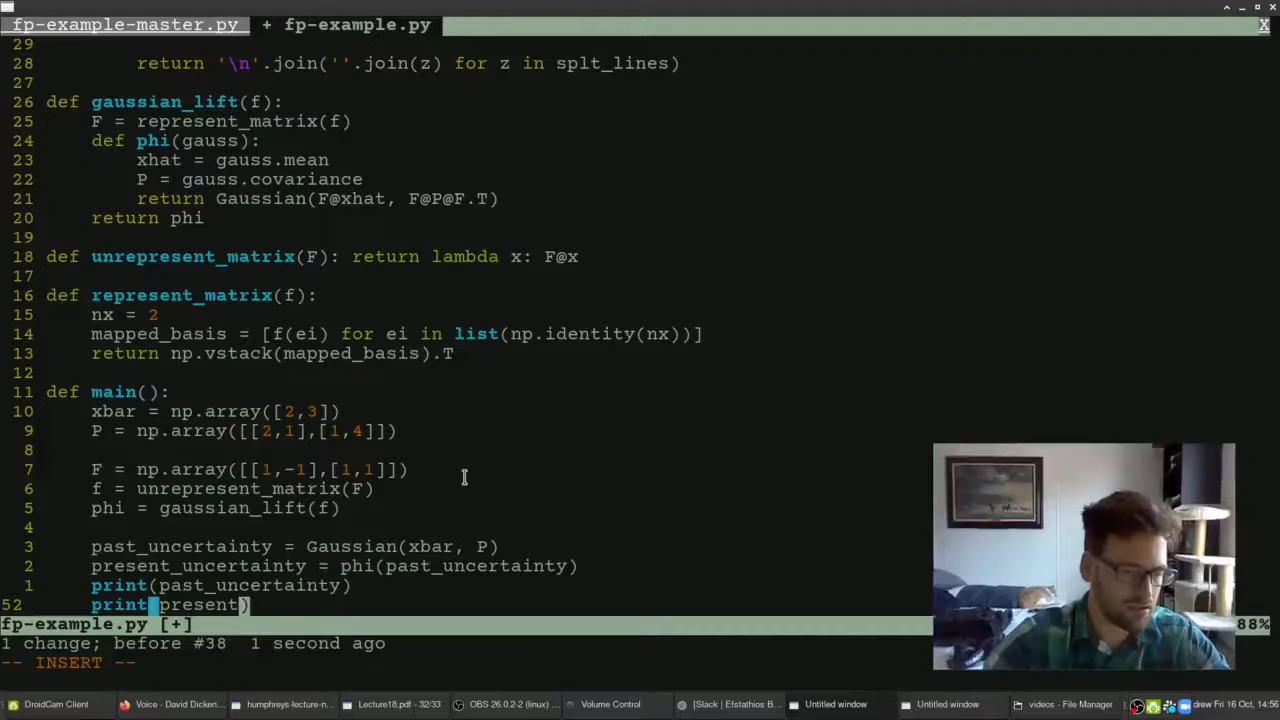 fp-example-master.py + fp-example.py X
29
28 return '\n'.join(''.join(z) for z in splt_lines)
27
26 def gaussian_lift(f):
25 F = represent_matrix(f)
24 def phi(gauss):
23 xhat = gauss.mean
22 P = gauss.covariance
21 return Gaussian(F@xhat, F@P@F.T)
20 return phi
19
18 def unrepresent_matrix(F): return lambda x: F@x
17
16 def represent_matrix(f):
15 nx = 2
14 mapped_basis = [f(ei) for ei in list(np.identity(nx))]
13 return np.vstack(mapped_basis).T
12
11 def main():
10 xbar = np.array([2,3])
9 P = np.array([[2,1],[1,4]])
8
7 F = np.array([[1,-1],[1,1]])
6 f = unrepresent_matrix(F)
5 phi = gaussian_lift(f)
4
3 past_uncertainty = Gaussian(xbar, P)
2 present_uncertainty = phi(past_uncertainty)
1 print(past_uncertainty)
52 print(present)
fp-example.py [+] 88%
1 change; before #38 1 second ago
-- INSERT --
DroidCam Client Voice - David Dicken... humphreys-lecture-n... Lecture18.pdf - 32/33 OBS 26.0.2-2 (linux) ... Volume Control [Slack | Efstathios B... Untitled window Untitled window videos - File Manager drew Fri 16 Oct, 14:56